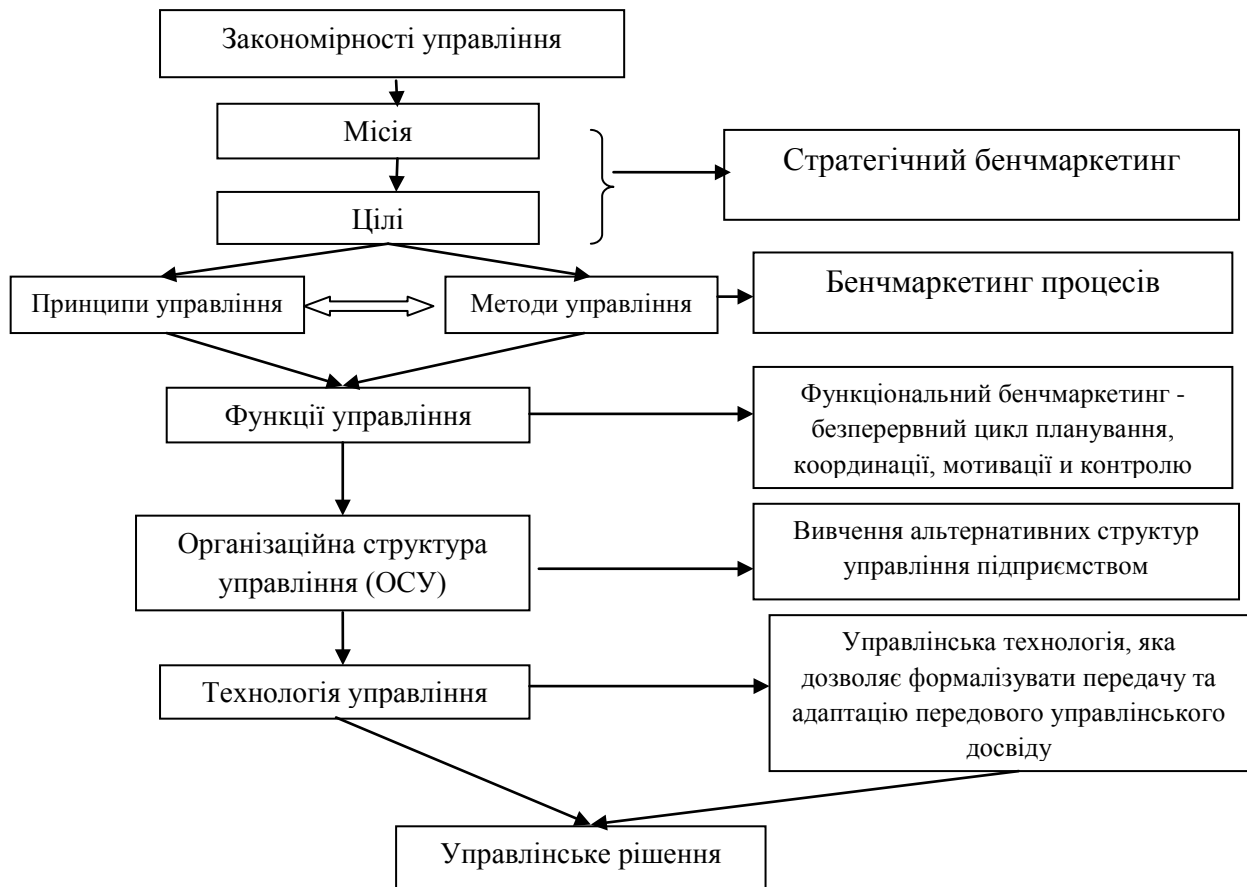 Закономірності управління
Місія
Стратегічний бенчмаркетинг
Цілі
Принципи управління
Методи управління
Бенчмаркетинг процесів
Функції управління
Функціональний бенчмаркетинг -
безперервний цикл планування,
координації, мотивації и контролю
Організаційна структура
управління (ОСУ)
Вивчення альтернативних структур
управління підприємством
Технологія управління
Управлінська технологія, яка
дозволяє формалізувати передачу та
адаптацію передового управлінського
досвіду
Управлінське рішення